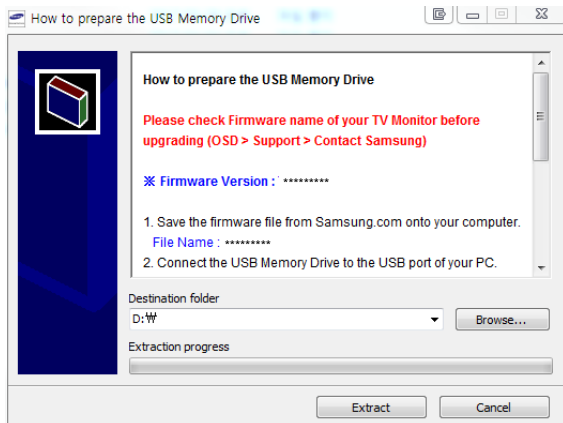 How to prepare the USB Memory Drive
How to prepare the USB Memory Drive
Please check Firmware name of your TV Monitor before
upgrading (OSD > Support > Contact Samsung)
※ Firmware Version : *********
1. Save the firmware file from Samsung.com onto your computer.
File Name : *********
2. Connect the USB Memory Drive to the USB port of your PC.
Destination folder
D:₩
Browse...
Extraction progress
Extract
Cancel